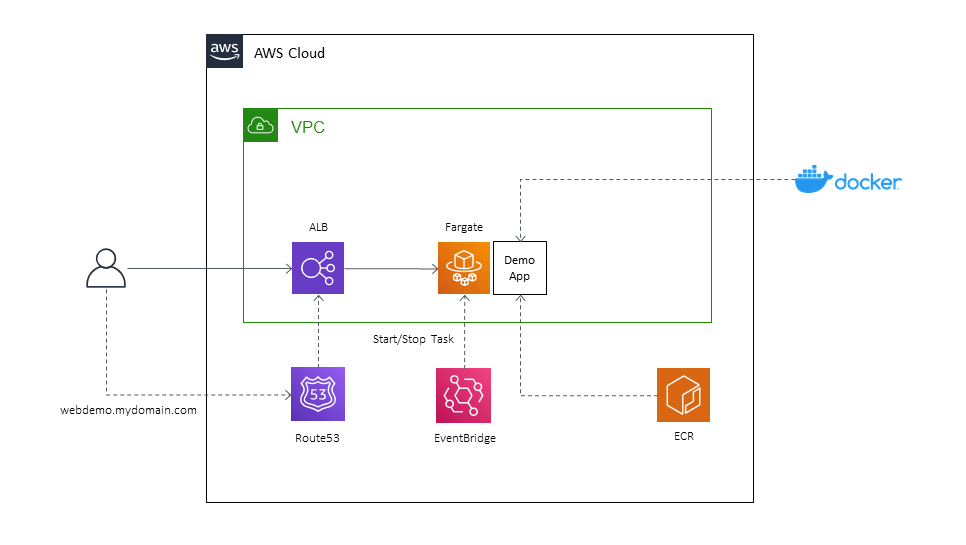 aws
AWS Cloud
VPC
docker
ALB
Fargate
Demo
App
Start/Stop Task
53
webdemo.mydomain.com
Route53
EventBridge
ECR